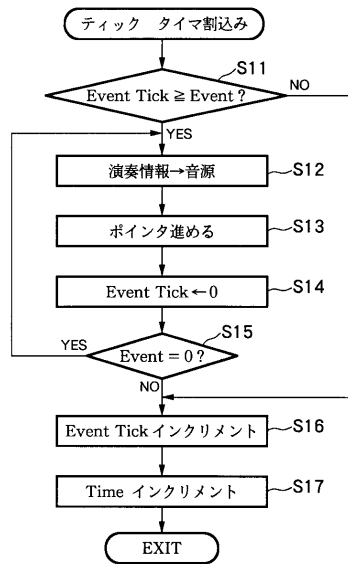 ティック タイマ割込み
S11
NO
Event Tick ≧ Event ?
YES
演奏情報→音源
S12
ポインタ進める
S13
Event Tick ← 0
S14
S15
YES
Event = 0 ?
NO
Event Tick インクリメント
S16
Time インクリメント
S17
EXIT